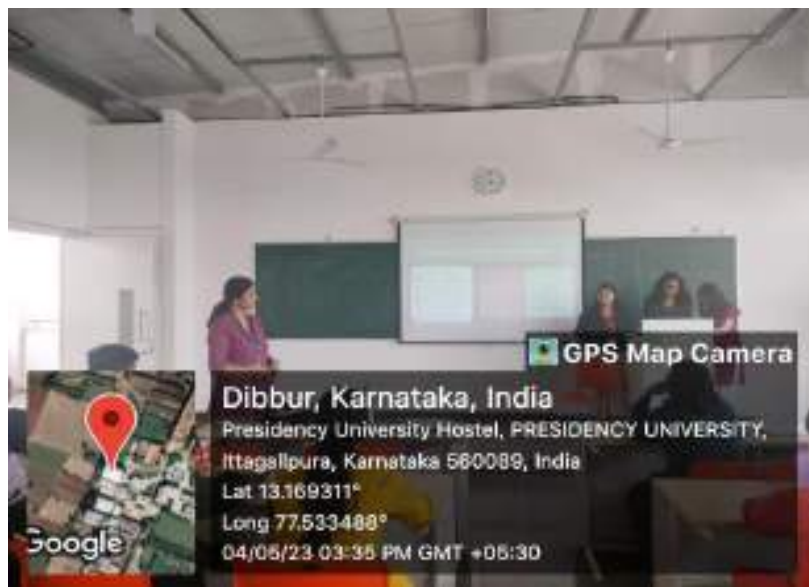 GPS Map Camera
Dibbur, Karnataka, India
Presidency University Hostel, PRESIDENCY UNIVERSITY,
Ittagallpura, Karnataka 560089, India
Lat 13.169311°
Long 77.533488°
04/05/23 03:35 PM GMT +05:30
Google